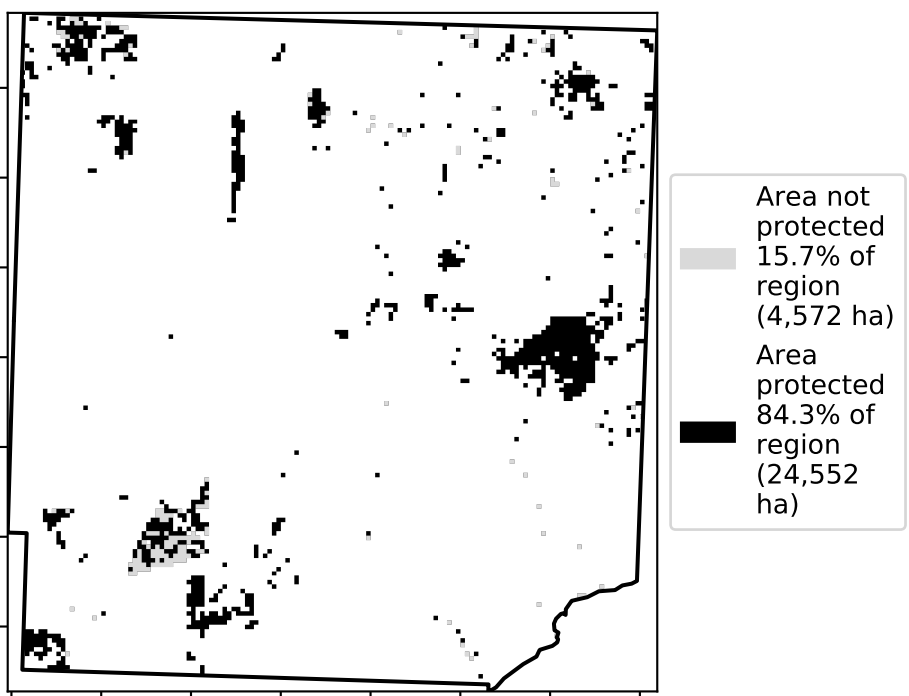 Area not
protected
15.7% of
region
(4,572 ha)
Area
protected
84.3% of
region
(24,552
ha)